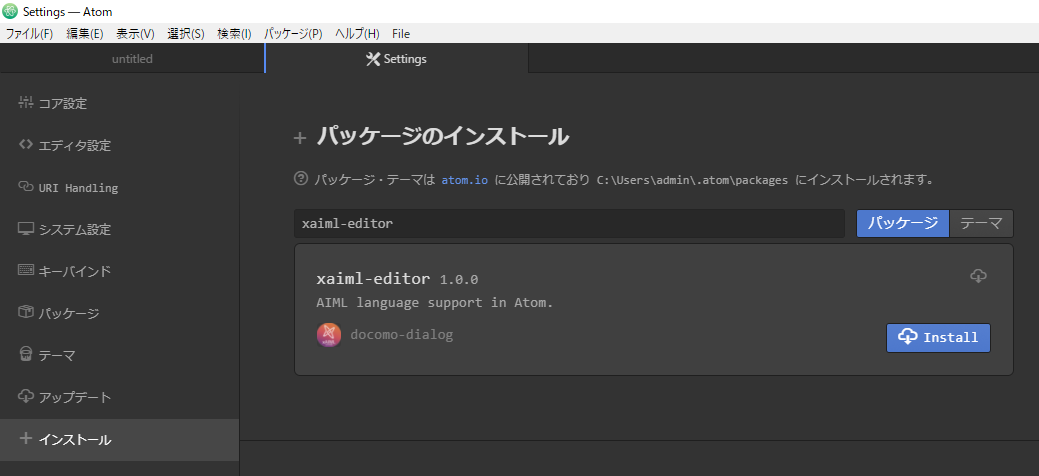 Settings — Atom
ファイル(F) 編集(E) 表示(V) 選択(S) 検索(I) パッケージ(P) ヘルプ(H) File
untitled
Settings
コア設定
エディタ設定
URI Handling
システム設定
キーバインド
パッケージ
テーマ
アップデート
インストール
パッケージのインストール
パッケージ・テーマは atom.io に公開されており C:\Users\admin\.atom\packages にインストールされます。
xaiml-editor
パッケージ テーマ
xaiml-editor 1.0.0
AIML language support in Atom.
docomo-dialog
Install